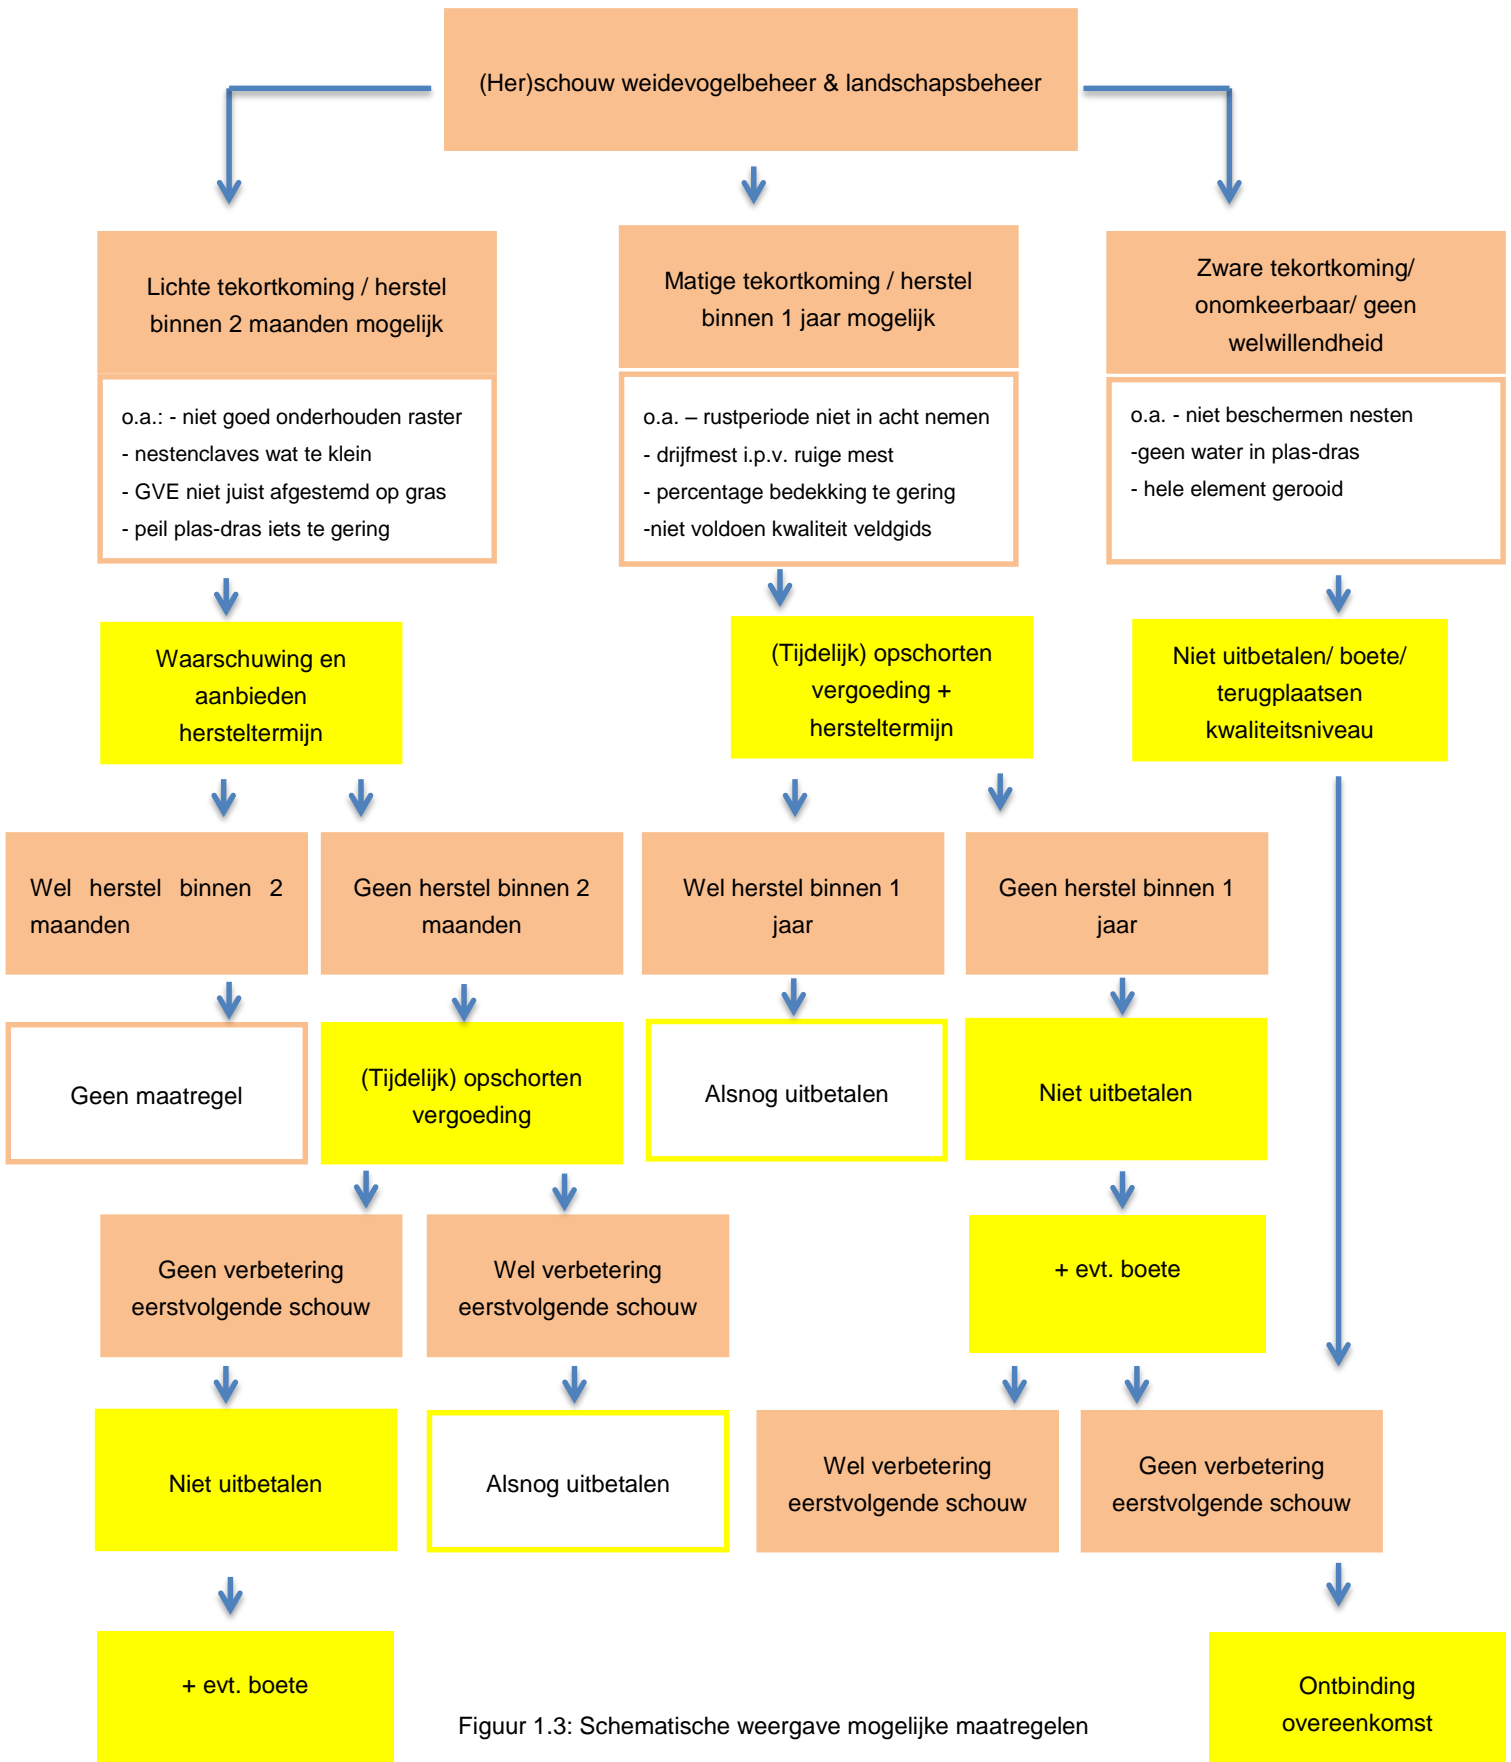 (Her)schouw weidevogelbeheer & landschapsbeheer
Lichte tekortkoming / herstel
binnen 2 maanden mogelijk
Matige tekortkoming / herstel
binnen 1 jaar mogelijk
Zware tekortkoming/
onomkeerbaar/ geen
welwillendheid
o.a.: - niet goed onderhouden raster
- nestenclaves wat te klein
- GVE niet juist afgestemd op gras
- peil plas-dras iets te gering
o.a. – rustperiode niet in acht nemen
- drijfmest i.p.v. ruige mest
- percentage bedekking te gering
-niet voldoen kwaliteit veldgids
o.a. - niet beschermen nesten
-geen water in plas-dras
- hele element gerooid
Waarschuwing en
aanbieden
hersteltermijn
(Tijdelijk) opschorten
vergoeding +
hersteltermijn
Niet uitbetalen/ boete/
terugplaatsen
kwaliteitsniveau
Wel herstel binnen 2
maanden
Geen herstel binnen 2
maanden
Wel herstel binnen 1
jaar
Geen herstel binnen 1
jaar
Geen maatregel
(Tijdelijk) opschorten
vergoeding
Alsnog uitbetalen
Niet uitbetalen
Geen verbetering
eerstvolgende schouw
Wel verbetering
eerstvolgende schouw
+ evt. boete
Niet uitbetalen
Alsnog uitbetalen
Wel verbetering
eerstvolgende schouw
Geen verbetering
eerstvolgende schouw
+ evt. boete
Ontbinding
overeenkomst
Figuur 1.3: Schematische weergave mogelijke maatregelen